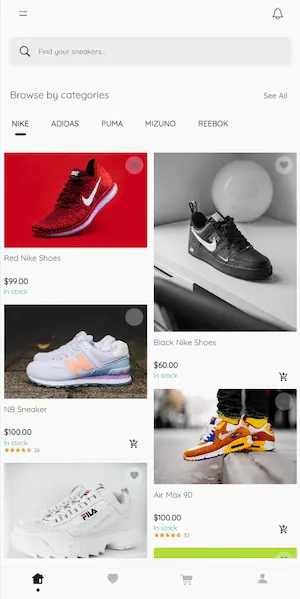 Find your sneakers...
Browse by categories
See All
NIKE
ADIDAS
PUMA
MIZUNO
REEBOK
Red Nike Shoes
$99.00
In stock
Black Nike Shoes
$60.00
In stock
NB Sneaker
$100.00
In stock
26
Air Max 90
$100.00
In stock
32
FILA